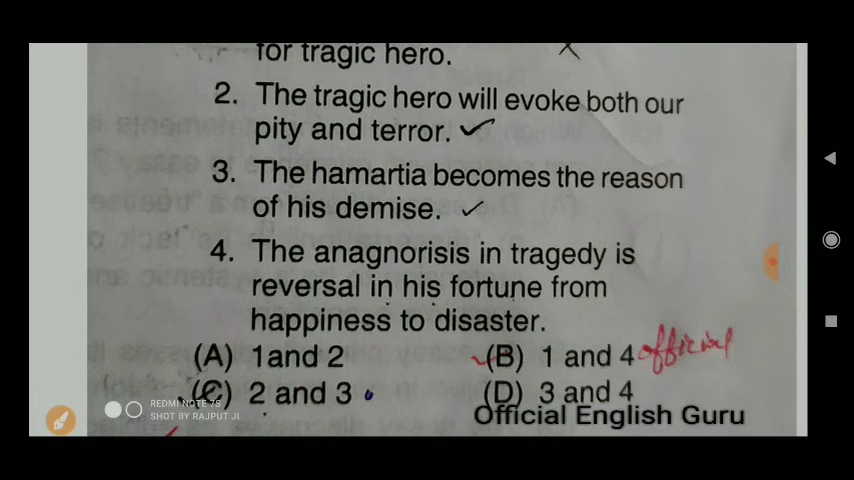 for tragic hero.
2. The tragic hero will evoke both our
pity and terror.
3. The hamartia becomes the reason
of his demise.
4. The anagnorisis in tragedy is
reversal in his fortune from
happiness to disaster.
(A) 1and 2 (B) 1 and 4 official
(C) 2 and 3 (D) 3 and 4
REDMI NOTE 7S
SHOT BY RAJPUT JI
Official English Guru